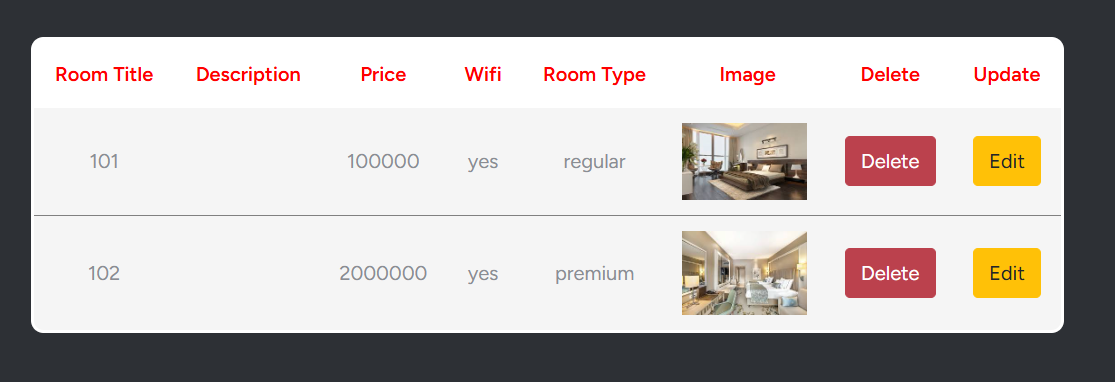 Room Title Description Price Wifi Room Type Image Delete Update
101 100000 yes regular Delete Edit
102 2000000 yes premium Delete Edit